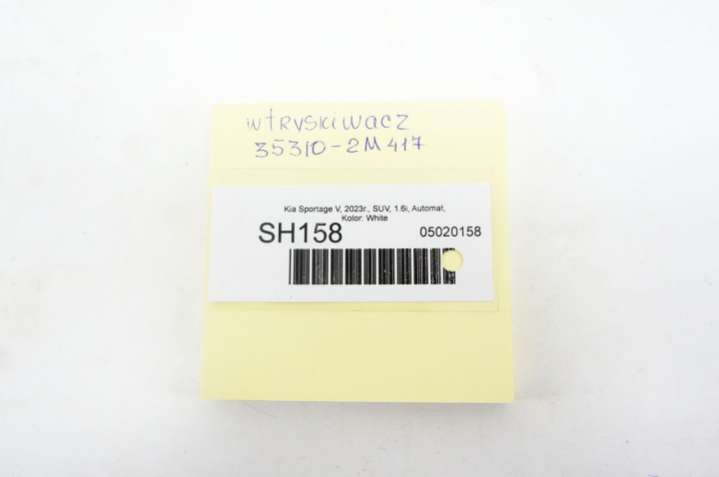 wtryskiwacz
35310-2M417
Kia Sportage V, 2023r., SUV, 1.6i, Automat,
Kolor: White
SH158
05020158